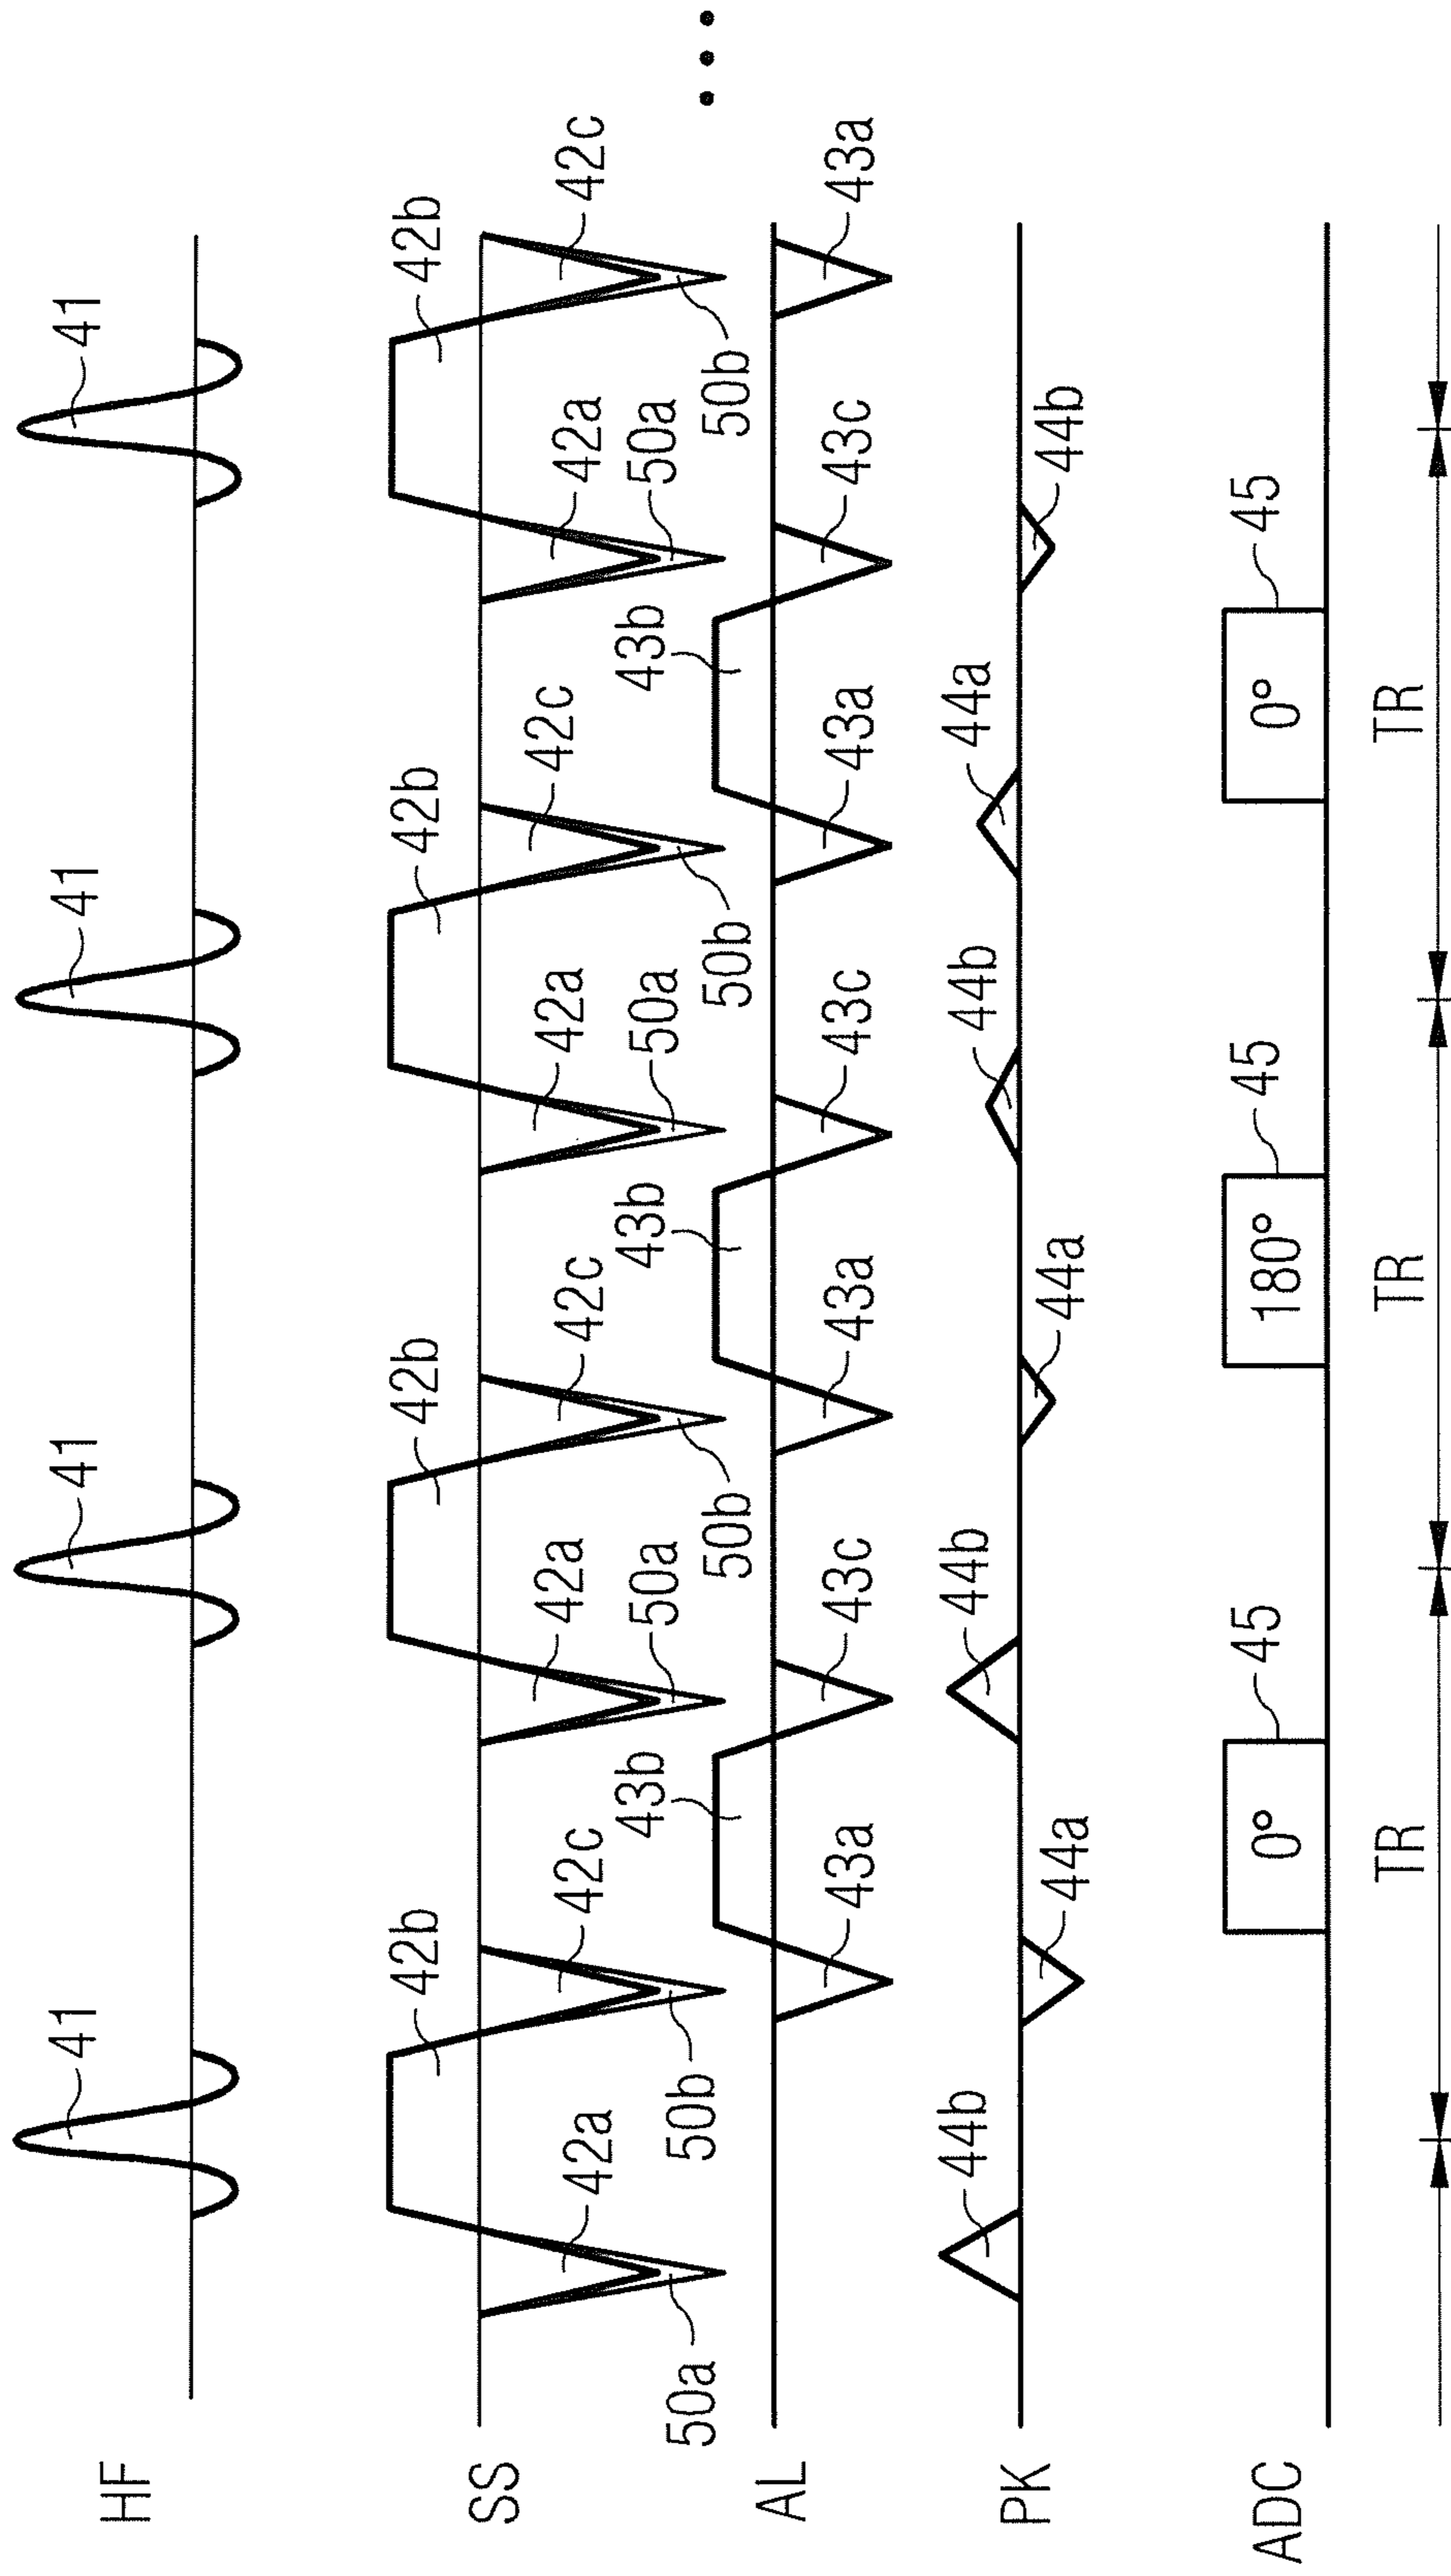 HF
41 41 41 41
SS
42b 42b 42b 42b
42a 42c 42a 42c 42a 42c 42a 42c
50a 50b 50a 50b 50a 50b 50a 50b
AL
43b 43b 43b
43a 43c 43a 43c 43a 43c 43a
• • •
PK
44b 44a 44b 44a 44b 44a 44b
ADC
0° 45 180° 45 0° 45
TR TR TR